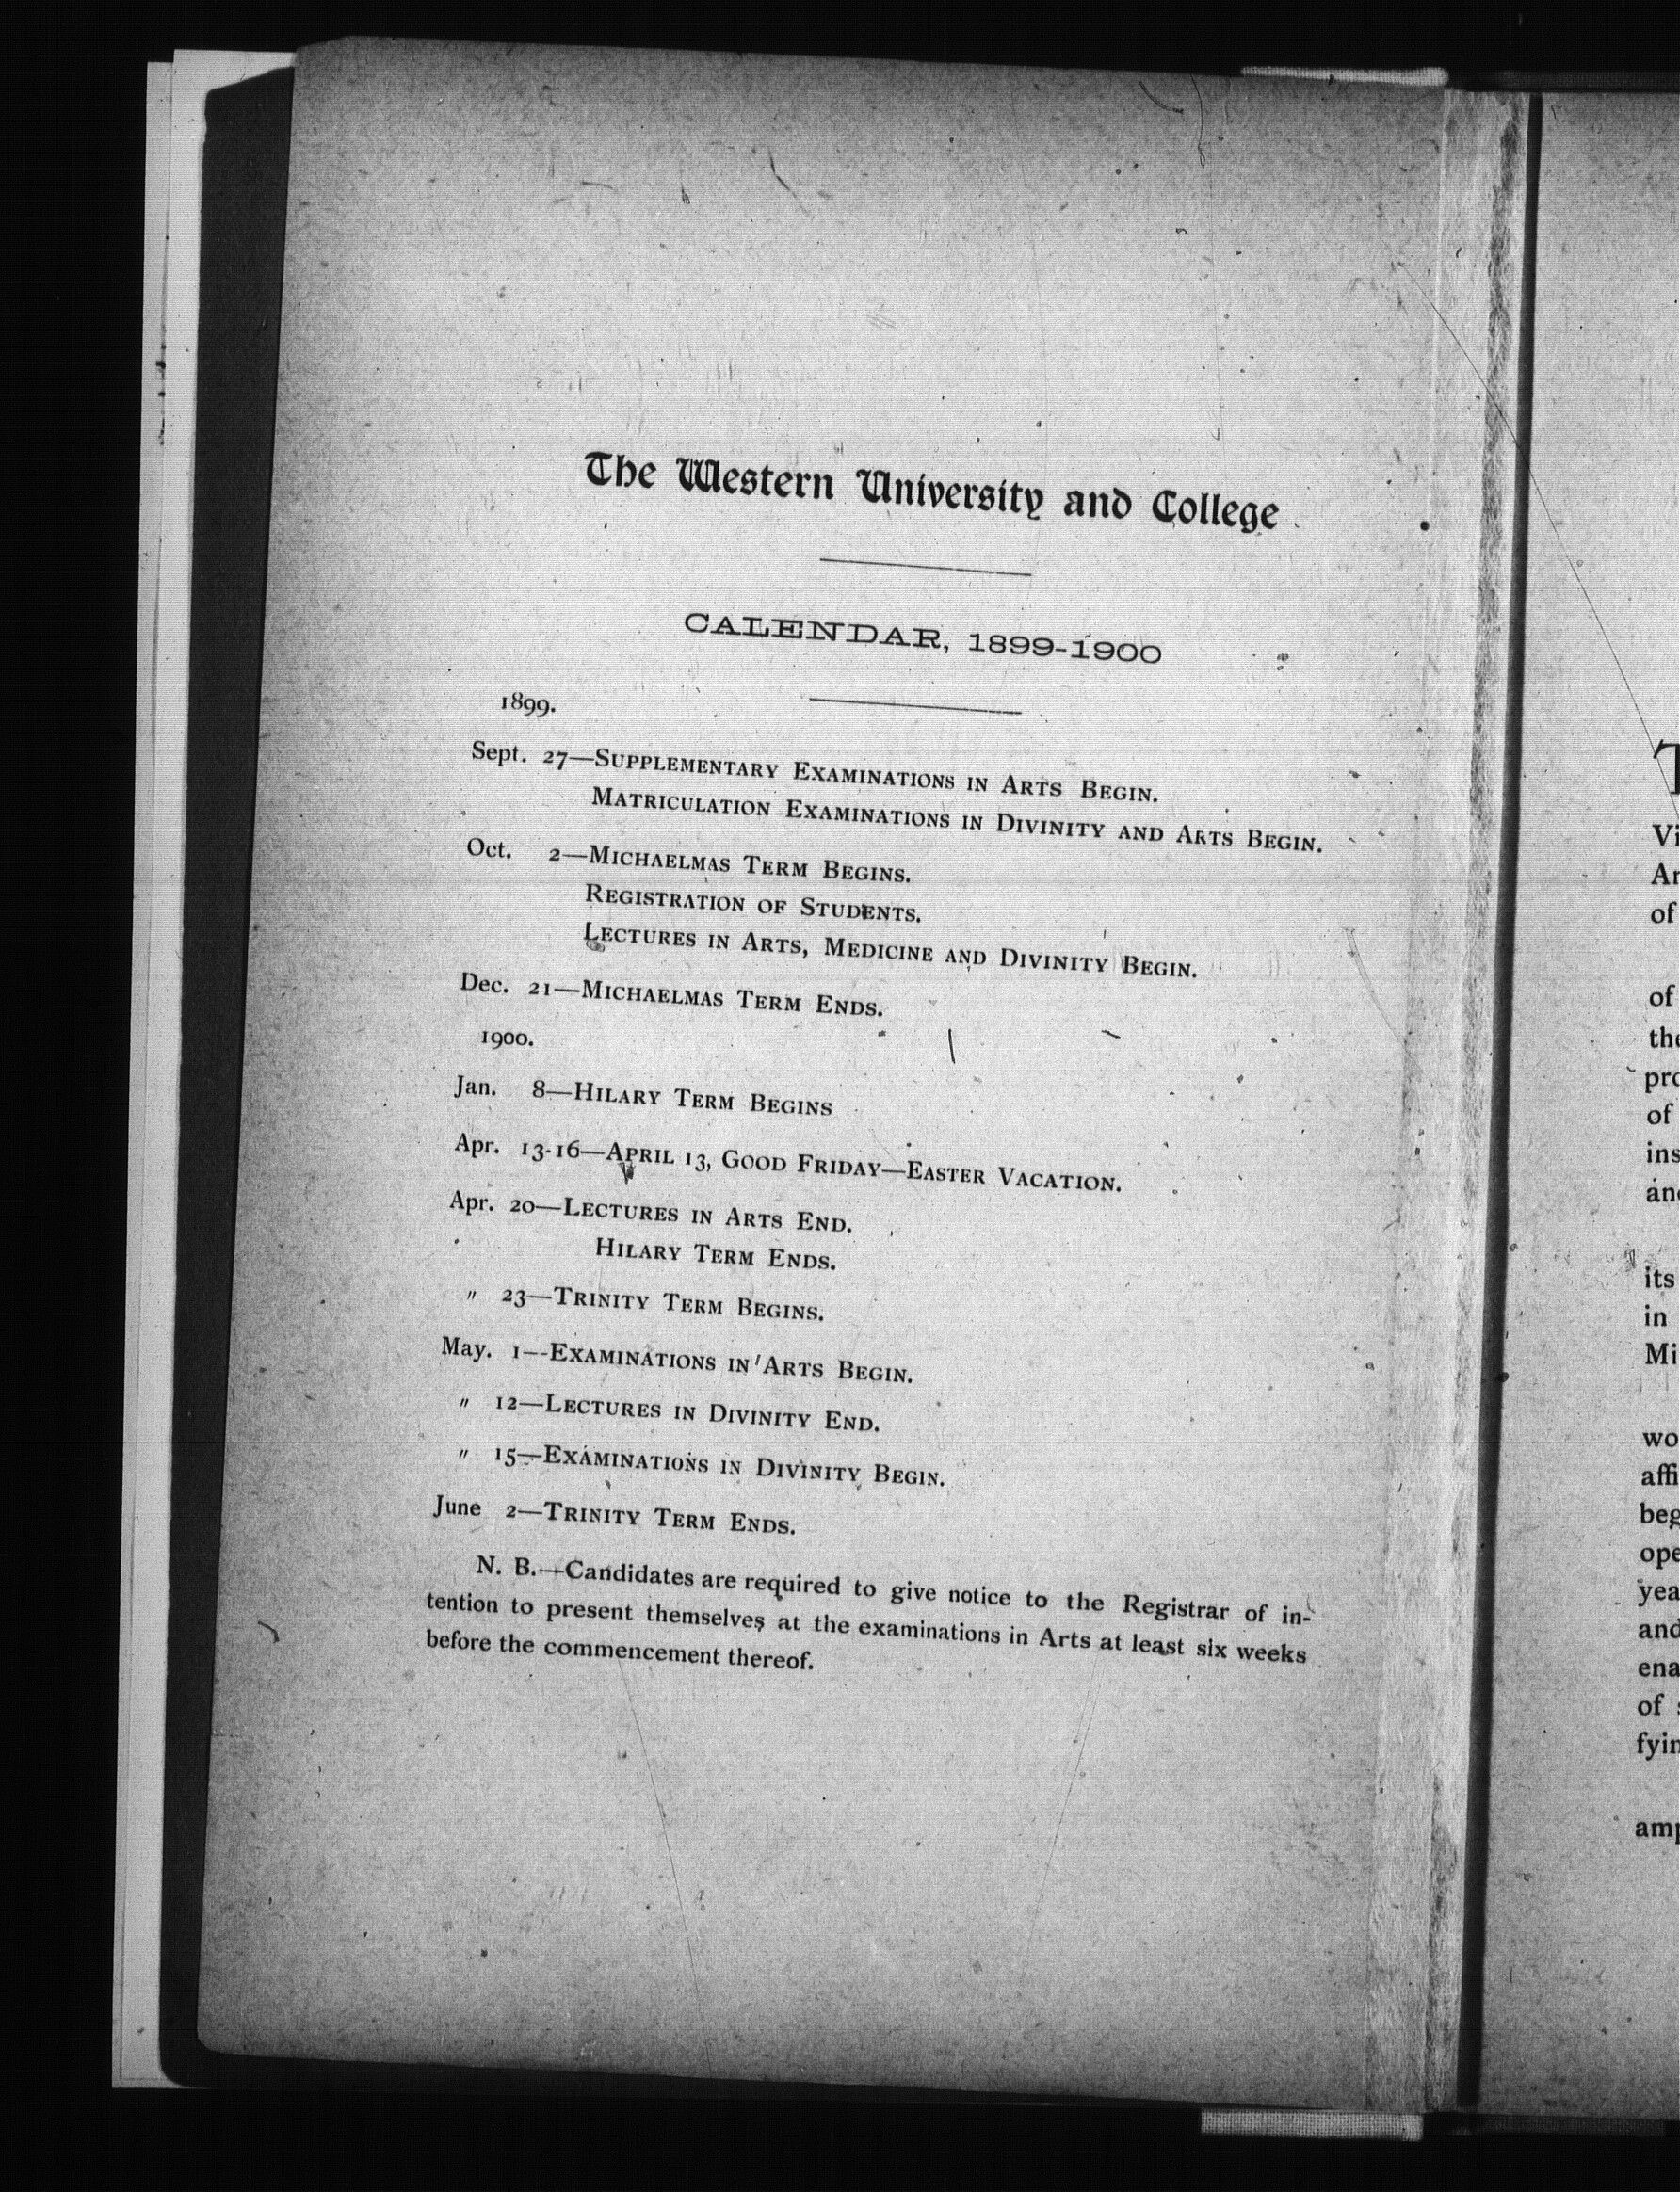 The Western University and College
CALENDAR, 1899-1900
1899.
Sept. 27—SUPPLEMENTARY EXAMINATIONS IN ARTS BEGIN.
MATRICULATION EXAMINATIONS IN DIVINITY AND ARTS BEGIN.
Oct. 2—MICHAELMAS TERM BEGINS.
REGISTRATION OF STUDENTS.
LECTURES IN ARTS, MEDICINE AND DIVINITY BEGIN.
Dec. 21—MICHAELMAS TERM ENDS.
1900.
Jan. 8—HILARY TERM BEGINS
Apr. 13-16—APRIL 13, GOOD FRIDAY—EASTER VACATION.
Apr. 20—LECTURES IN ARTS END.
HILARY TERM ENDS.
" 23—TRINITY TERM BEGINS.
May. 1—-EXAMINATIONS IN ARTS BEGIN.
" 12—LECTURES IN DIVINITY END.
" 15—EXAMINATIONS IN DIVINITY BEGIN.
June 2—TRINITY TERM ENDS.
N. B.—Candidates are required to give notice to the Registrar of in-
tention to present themselves at the examinations in Arts at least six weeks
before the commencement thereof.
T
Vi
Ar
of
of
the
pro
of
ins
and
its
in
Mi
wo
affi
beg
ope
yea
and
ena
of
fyin
amp